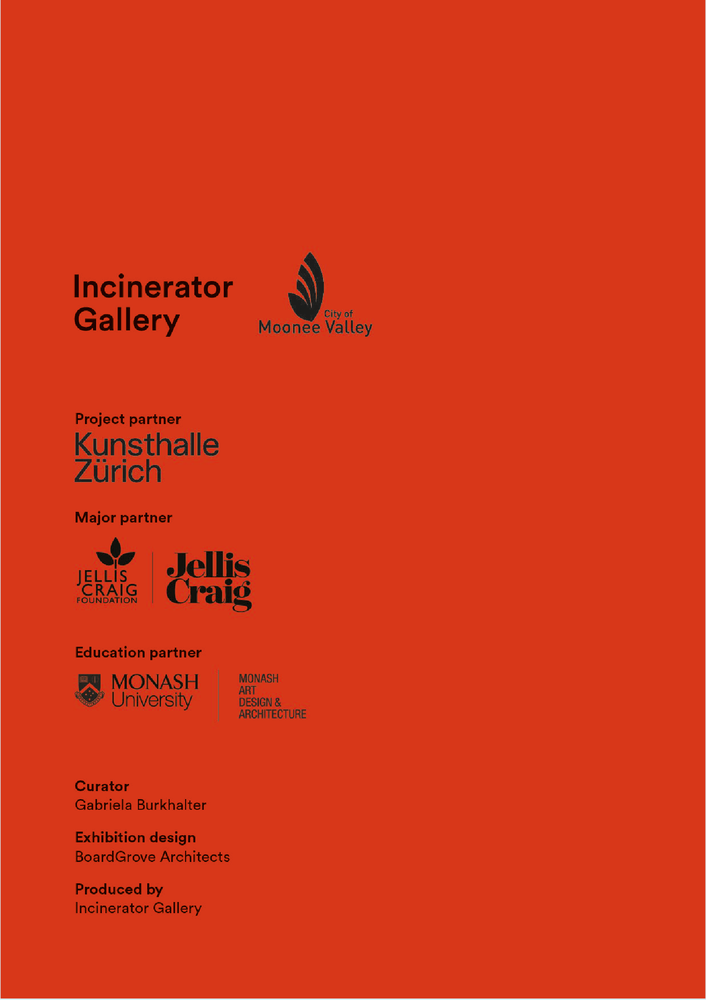 Incinerator
Gallery
City of
Moonee Valley
Project partner
Kunsthalle
Zürich
Major partner
JELLIS
CRAIG
FOUNDATION
Jellis
Craig
Education partner
MONASH
University
MONASH
ART
DESIGN &
ARCHITECTURE
Curator
Gabriela Burkhalter
Exhibition design
BoardGrove Architects
Produced by
Incinerator Gallery